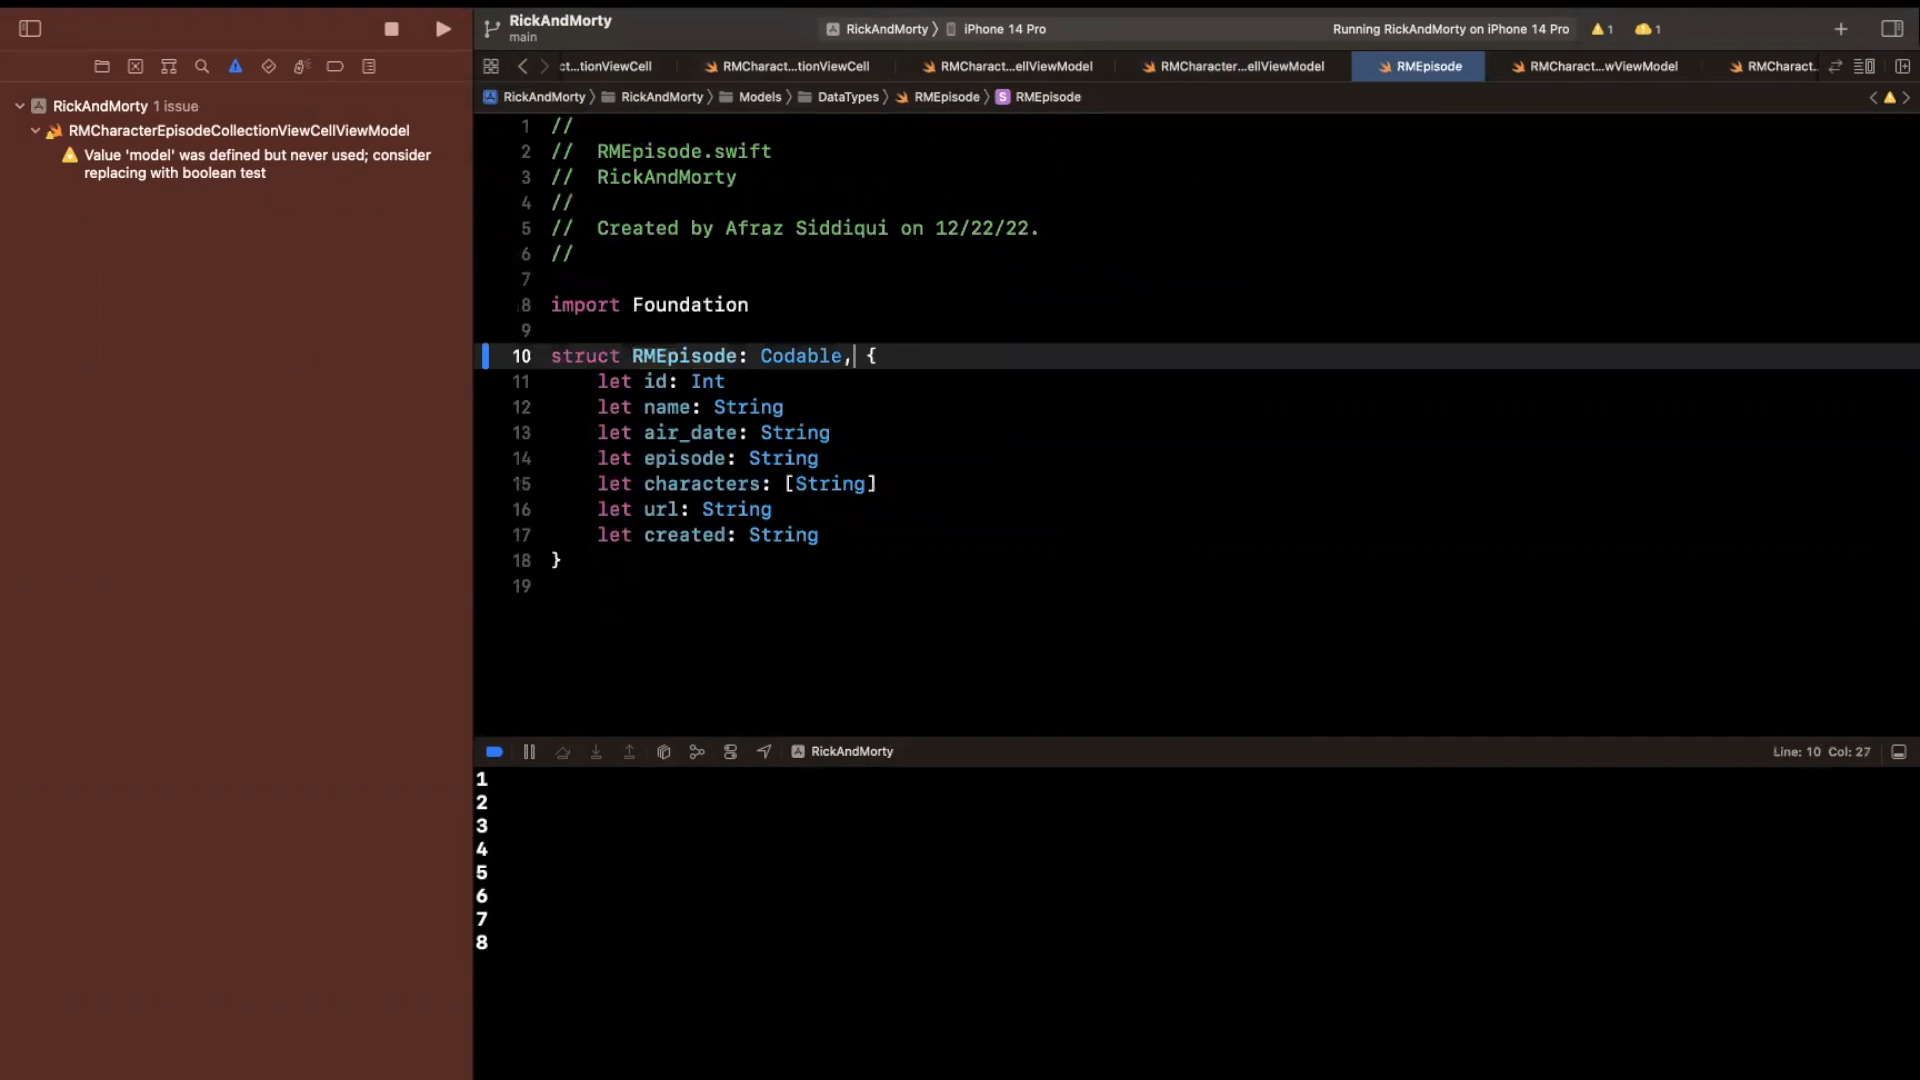 RickAndMorty
main
RickAndMorty
iPhone 14 Pro
Running RickAndMorty on iPhone 14 Pro
1
1
ct...tionViewCell
RMCharact...tionViewCell
RMCharact...ellViewModel
RMCharacter...ellViewModel
RMEpisode
RMCharact...wViewModel
RMCharact.
RickAndMorty
RickAndMorty
Models
DataTypes
RMEpisode
S
RMEpisode
RickAndMorty 1 issue
RMCharacterEpisodeCollectionViewCellViewModel
Value 'model' was defined but never used; consider
replacing with boolean test
1 //
2 // RMEpisode.swift
3 // RickAndMorty
4 //
5 // Created by Afraz Siddiqui on 12/22/22.
6 //
7
8 import Foundation
9
10 struct RMEpisode: Codable, {
11 let id: Int
12 let name: String
13 let air_date: String
14 let episode: String
15 let characters: [String]
16 let url: String
17 let created: String
18 }
19
RickAndMorty
Line: 10 Col: 27
1
2
3
4
5
6
7
8